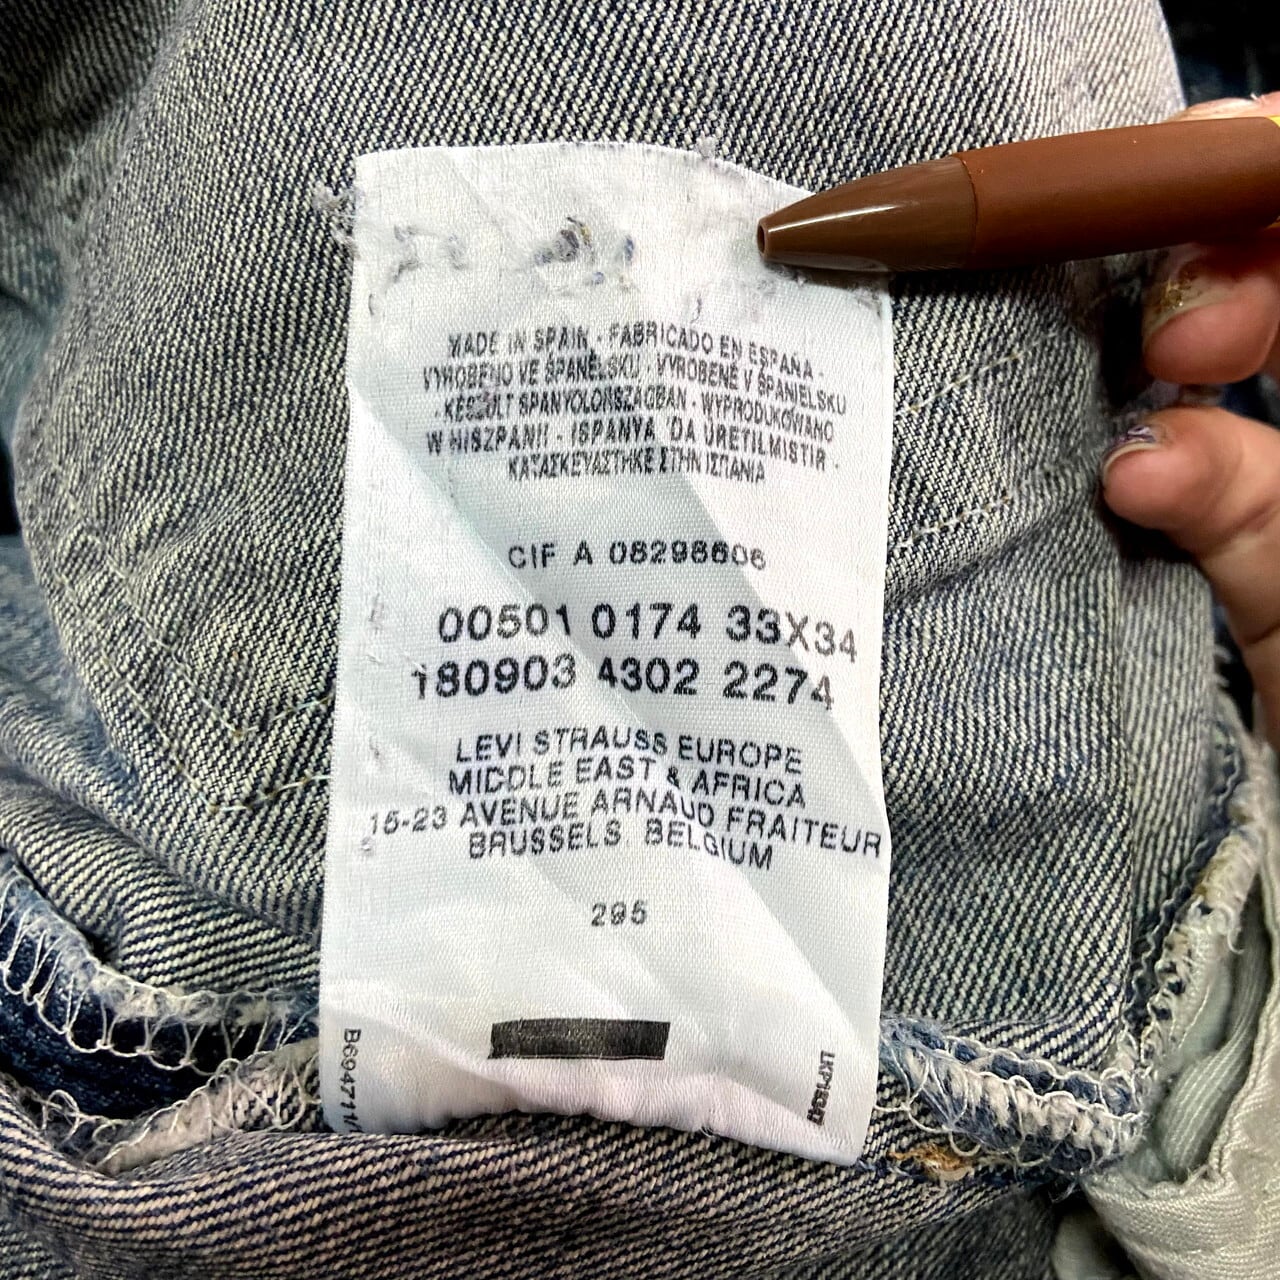 MADE IN SPAIN - FABRICADO EN ESPAÑA -
VYROBENO VE ŠPANĚLSKU - VYROBENÉ V ŠPANIELSKU
- KÉSZÜLT SPANYOLORSZÁGBAN - WYPRODUKOWANO
W HISZPANII - ISPANYA 'DA ÜRETILMISTIR -
ΚΑΤΑΣΚΕΥΑΣΤΗΚΕ ΣΤΗΝ ΙΣΠΑΝΙΑ
CIF A 08298606
00501 0174 33X34
180903 4302 2274
LEVI STRAUSS EUROPE
MIDDLE EAST & AFRICA
15-23 AVENUE ARNAUD FRAITEUR
BRUSSELS BELGIUM
295